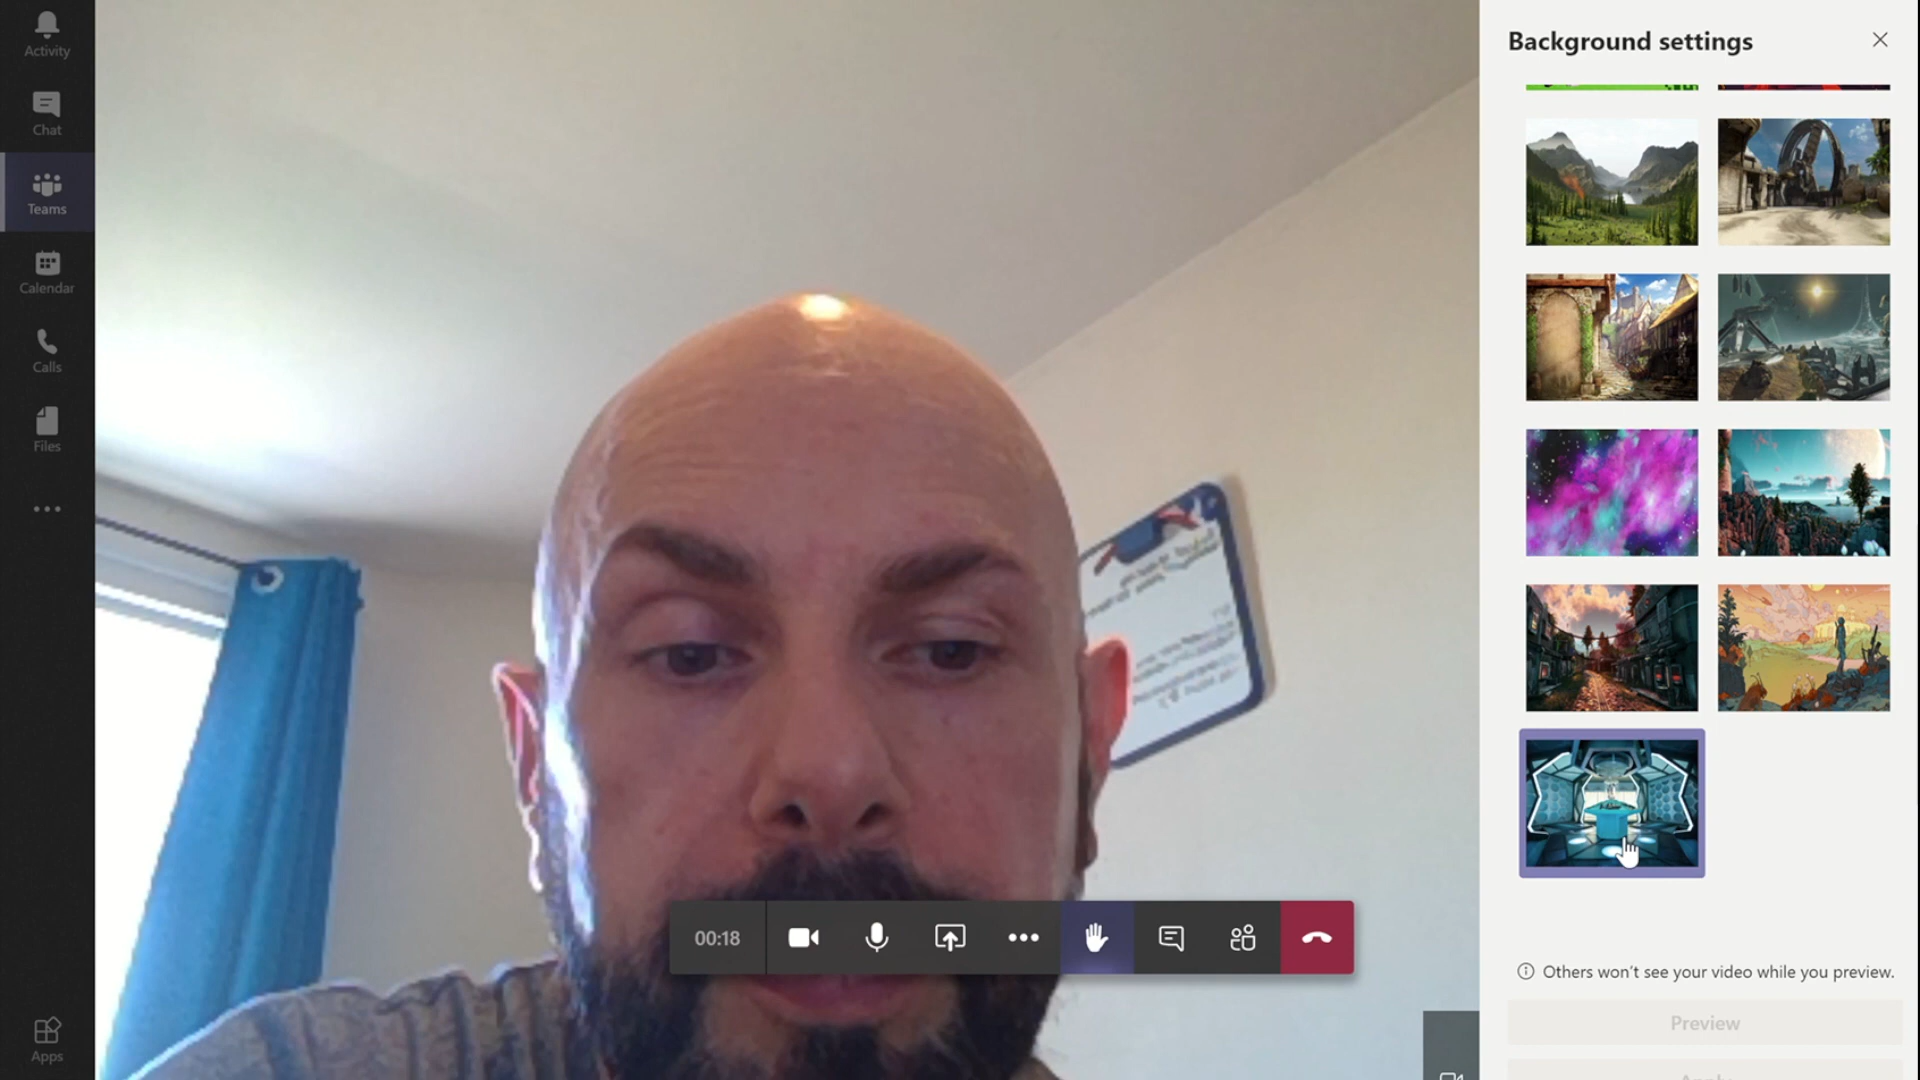 Activity
Chat
Teams
Calendar
Calls
Files
Apps
00:18
Background settings
Others won't see your video while you preview.
Preview
Apply